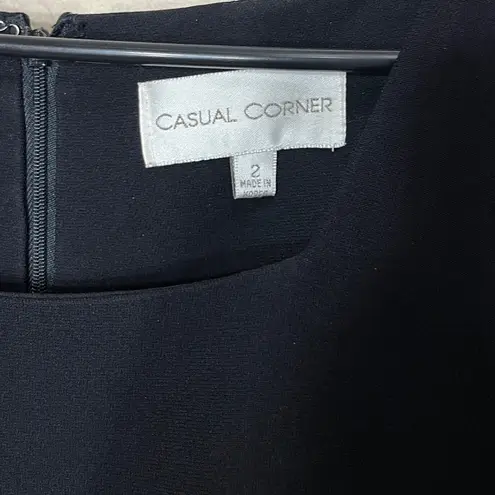 CASUAL CORNER
2
MADE IN
KOREA